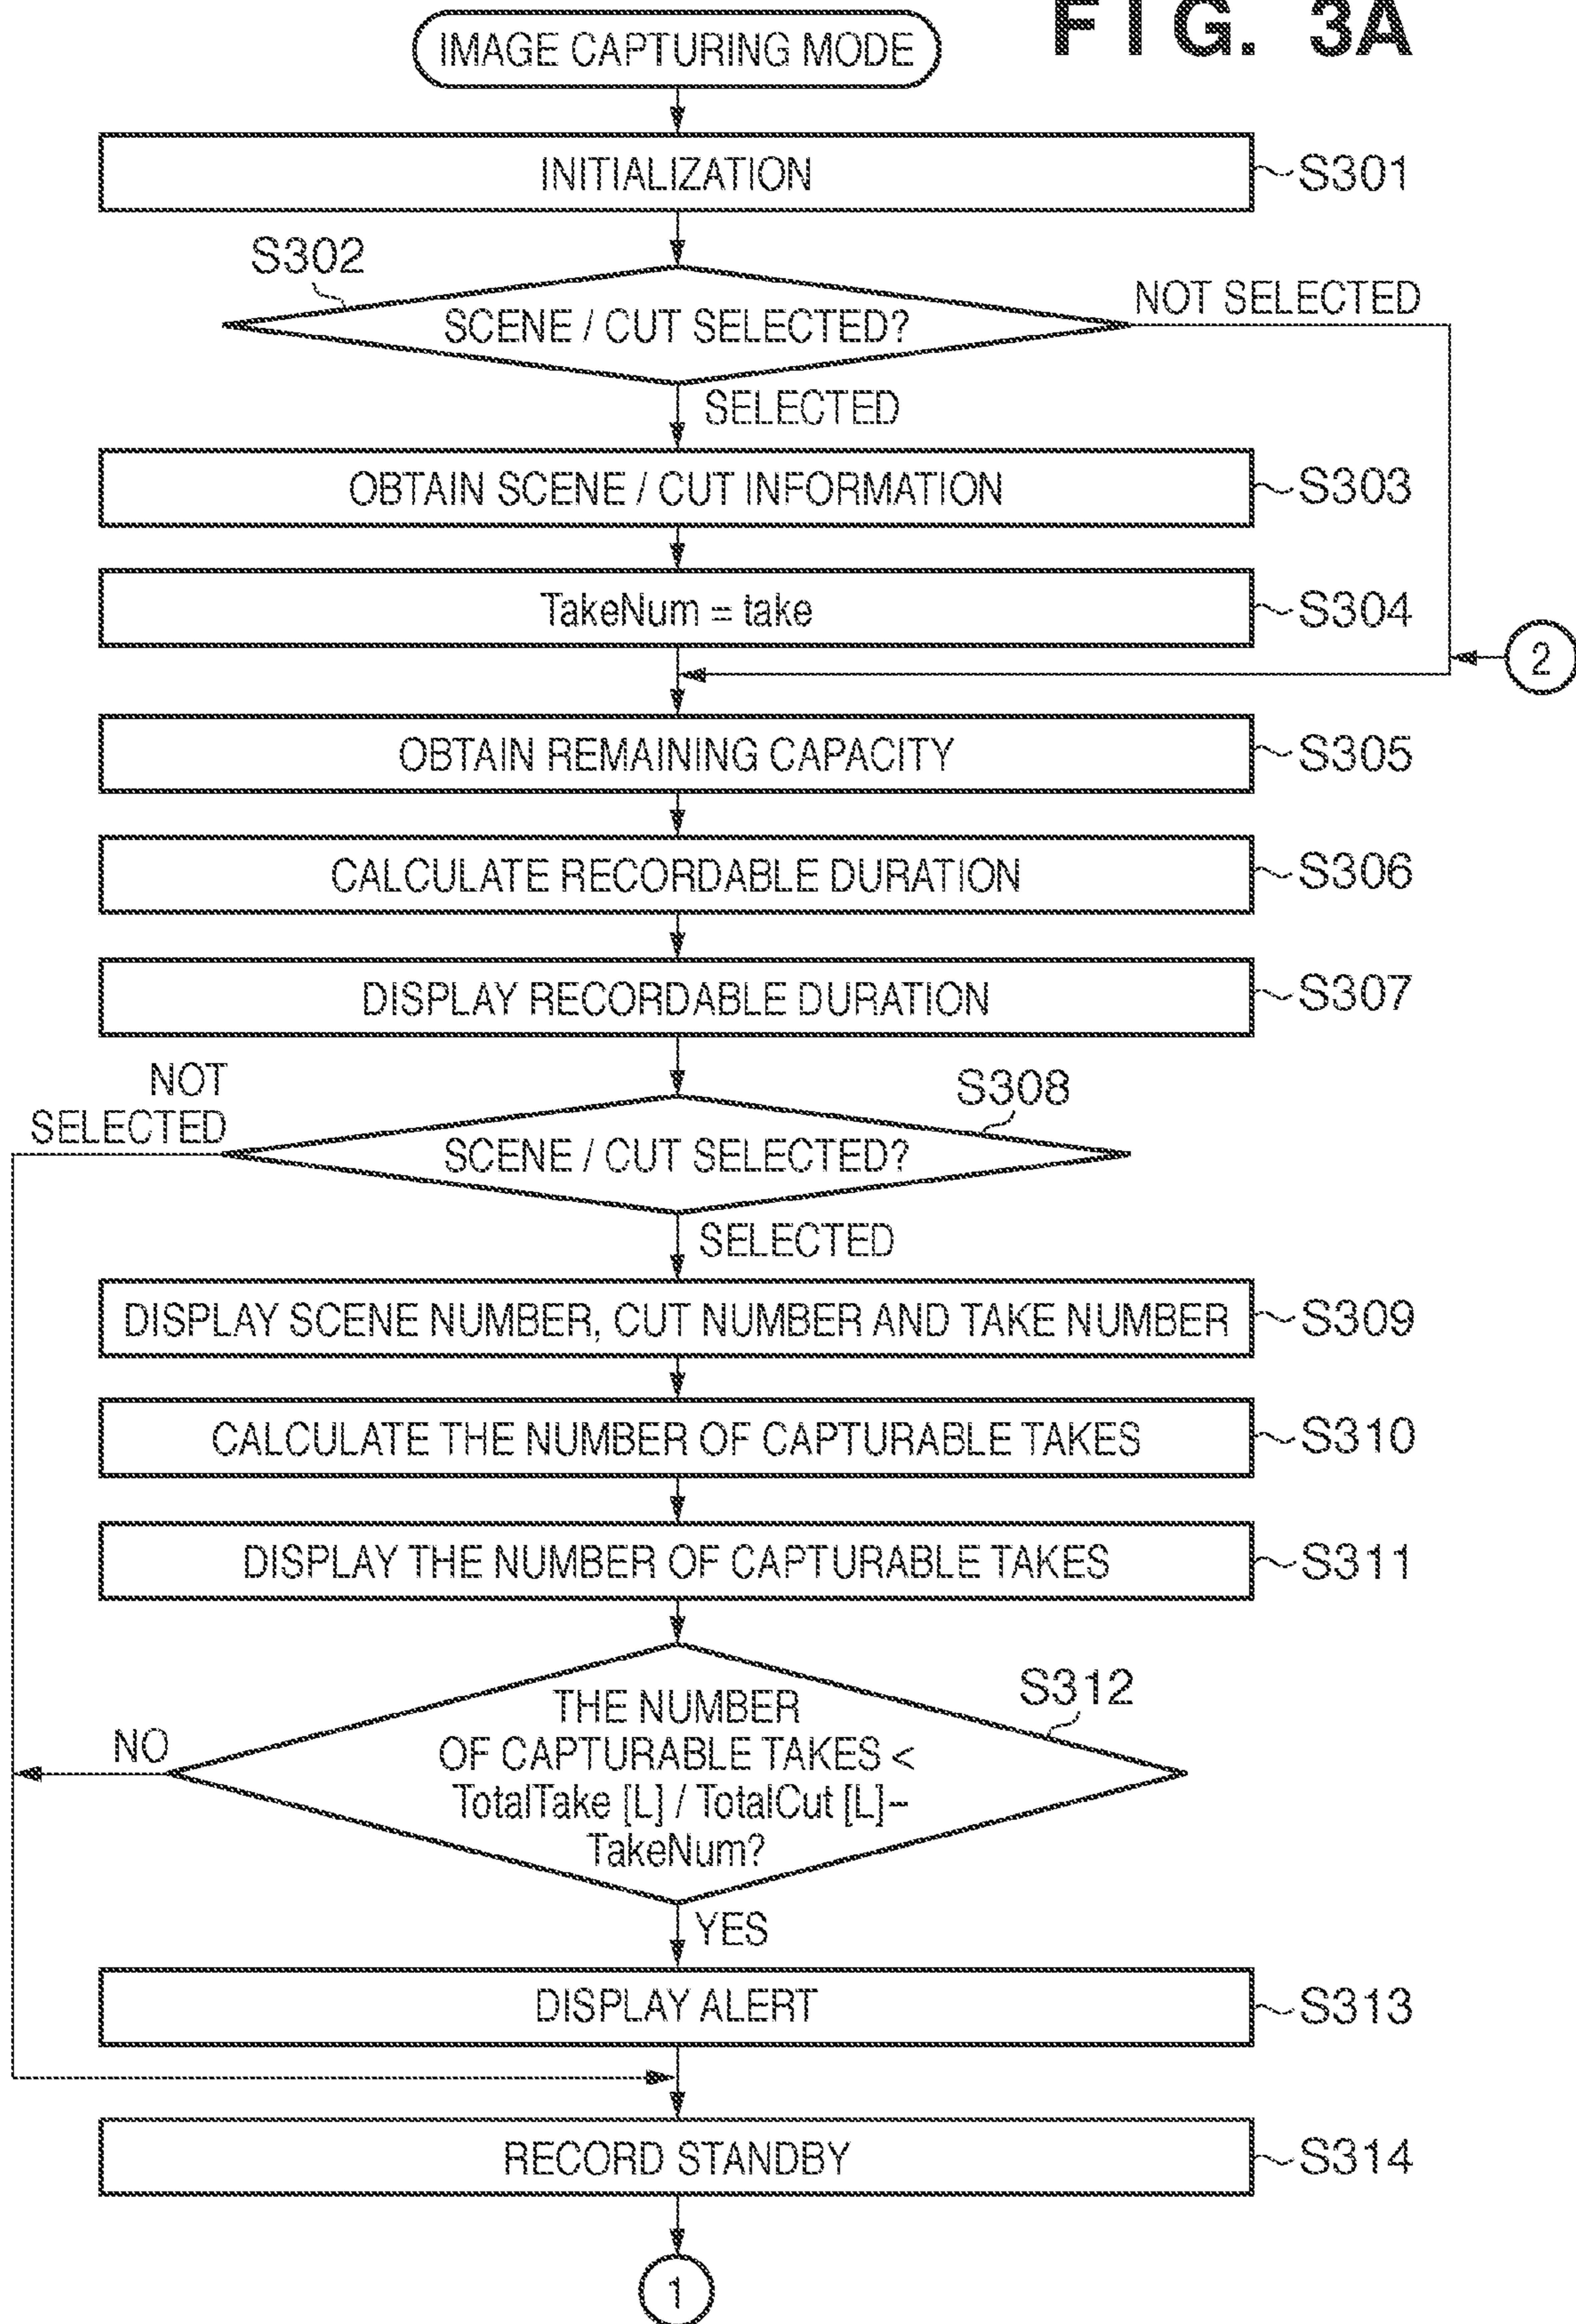 FIG. 3A
IMAGE CAPTURING MODE
INITIALIZATION
S301
S302
SCENE / CUT SELECTED?
NOT SELECTED
SELECTED
OBTAIN SCENE / CUT INFORMATION
S303
TakeNum = take
S304
2
OBTAIN REMAINING CAPACITY
S305
CALCULATE RECORDABLE DURATION
S306
DISPLAY RECORDABLE DURATION
S307
NOT
SELECTED
S308
SCENE / CUT SELECTED?
SELECTED
DISPLAY SCENE NUMBER, CUT NUMBER AND TAKE NUMBER
S309
CALCULATE THE NUMBER OF CAPTURABLE TAKES
S310
DISPLAY THE NUMBER OF CAPTURABLE TAKES
S311
S312
THE NUMBER
OF CAPTURABLE TAKES <
TotalTake [L] / TotalCut [L]–
TakeNum?
NO
YES
DISPLAY ALERT
S313
RECORD STANDBY
S314
1